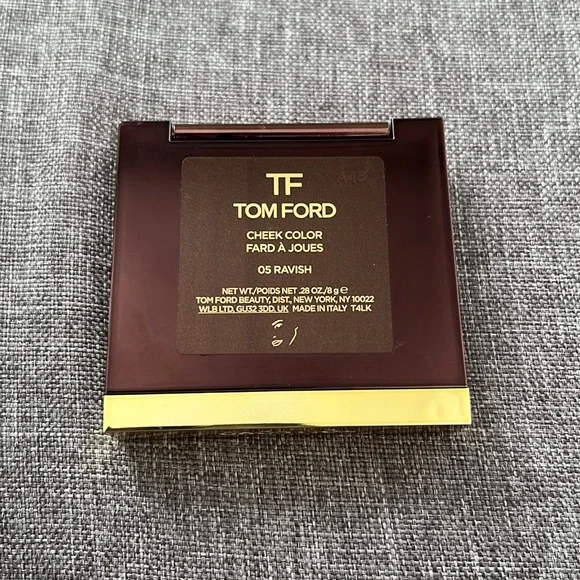 A48
TF
TOM FORD
CHEEK COLOR
FARD À JOUES
05 RAVISH
NET WT./POIDS NET .28 OZ./8 g ℮
TOM FORD BEAUTY, DIST., NEW YORK, NY 10022
WLB LTD, GU32 3DD, UK MADE IN ITALY T4LK